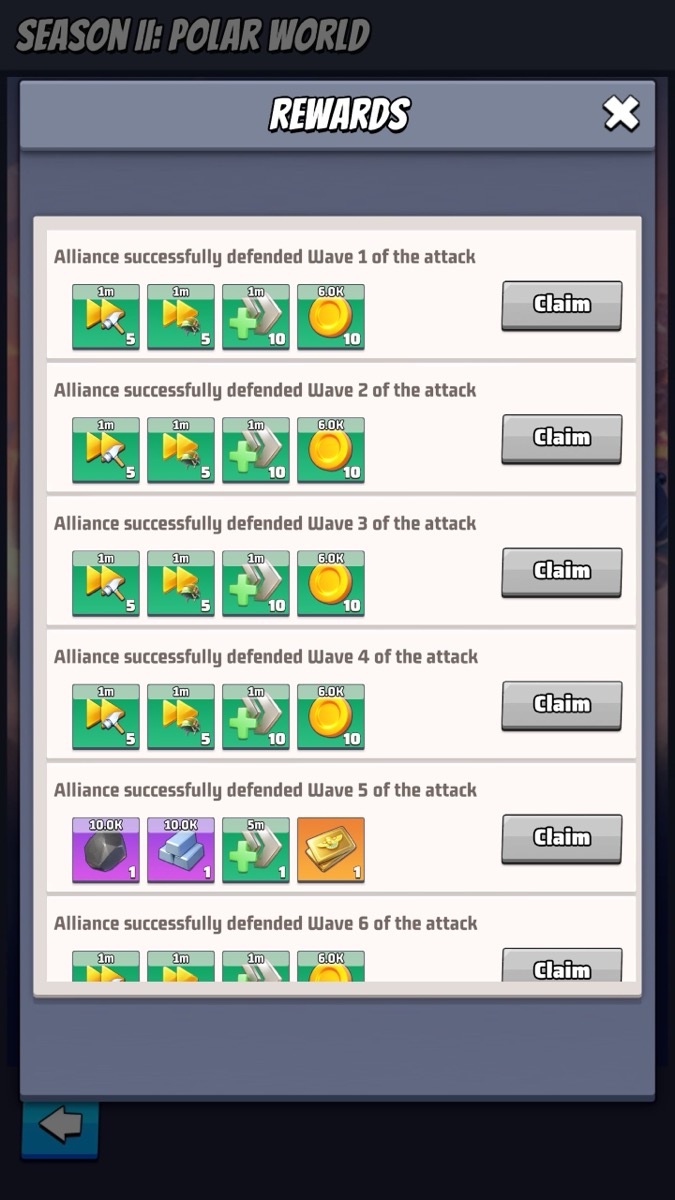 SEASON II: POLAR WORLD
REWARDS
Alliance successfully defended Wave 1 of the attack
1m 1m 1m 6.0K
5 5 10 10
Claim
Alliance successfully defended Wave 2 of the attack
1m 1m 1m 6.0K
5 5 10 10
Claim
Alliance successfully defended Wave 3 of the attack
1m 1m 1m 6.0K
5 5 10 10
Claim
Alliance successfully defended Wave 4 of the attack
1m 1m 1m 6.0K
5 5 10 10
Claim
Alliance successfully defended Wave 5 of the attack
10.0K 10.0K 5m
1 1 1 1
Claim
Alliance successfully defended Wave 6 of the attack
1m 1m 1m 6.0K
Claim